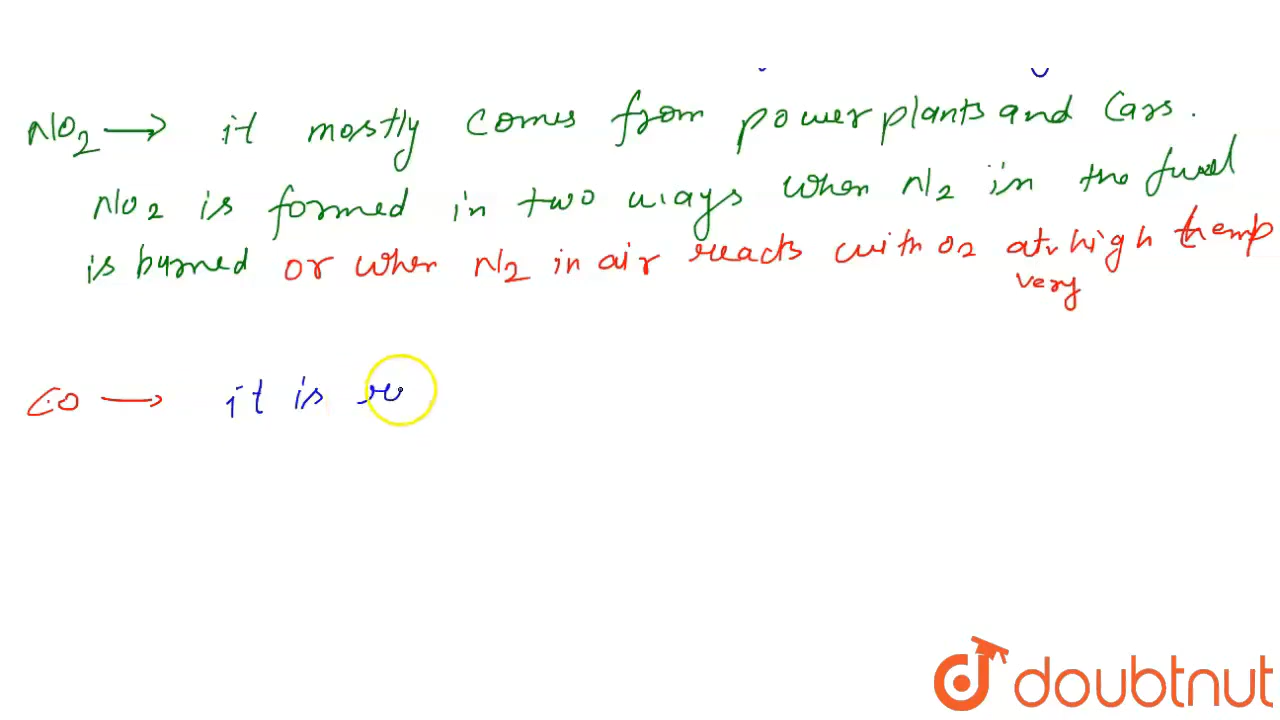 NO2 → it mostly comes from power plants and Cars.
NO2 is formed in two ways when N2 in the fuel
is burned or when N2 in air reacts with O2 at high temp
very
CO → it is re
doubtnut